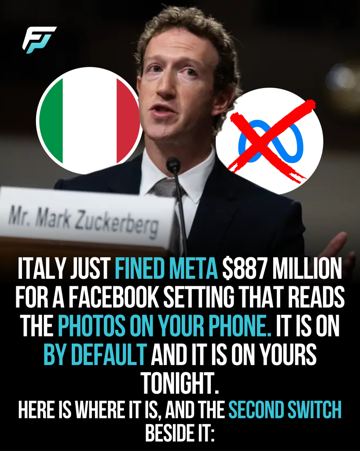 Mr. Mark Zuckerberg
ITALY JUST FINED META $887 MILLION
FOR A FACEBOOK SETTING THAT READS
THE PHOTOS ON YOUR PHONE. IT IS ON
BY DEFAULT AND IT IS ON YOURS
TONIGHT.
HERE IS WHERE IT IS, AND THE SECOND SWITCH
BESIDE IT: